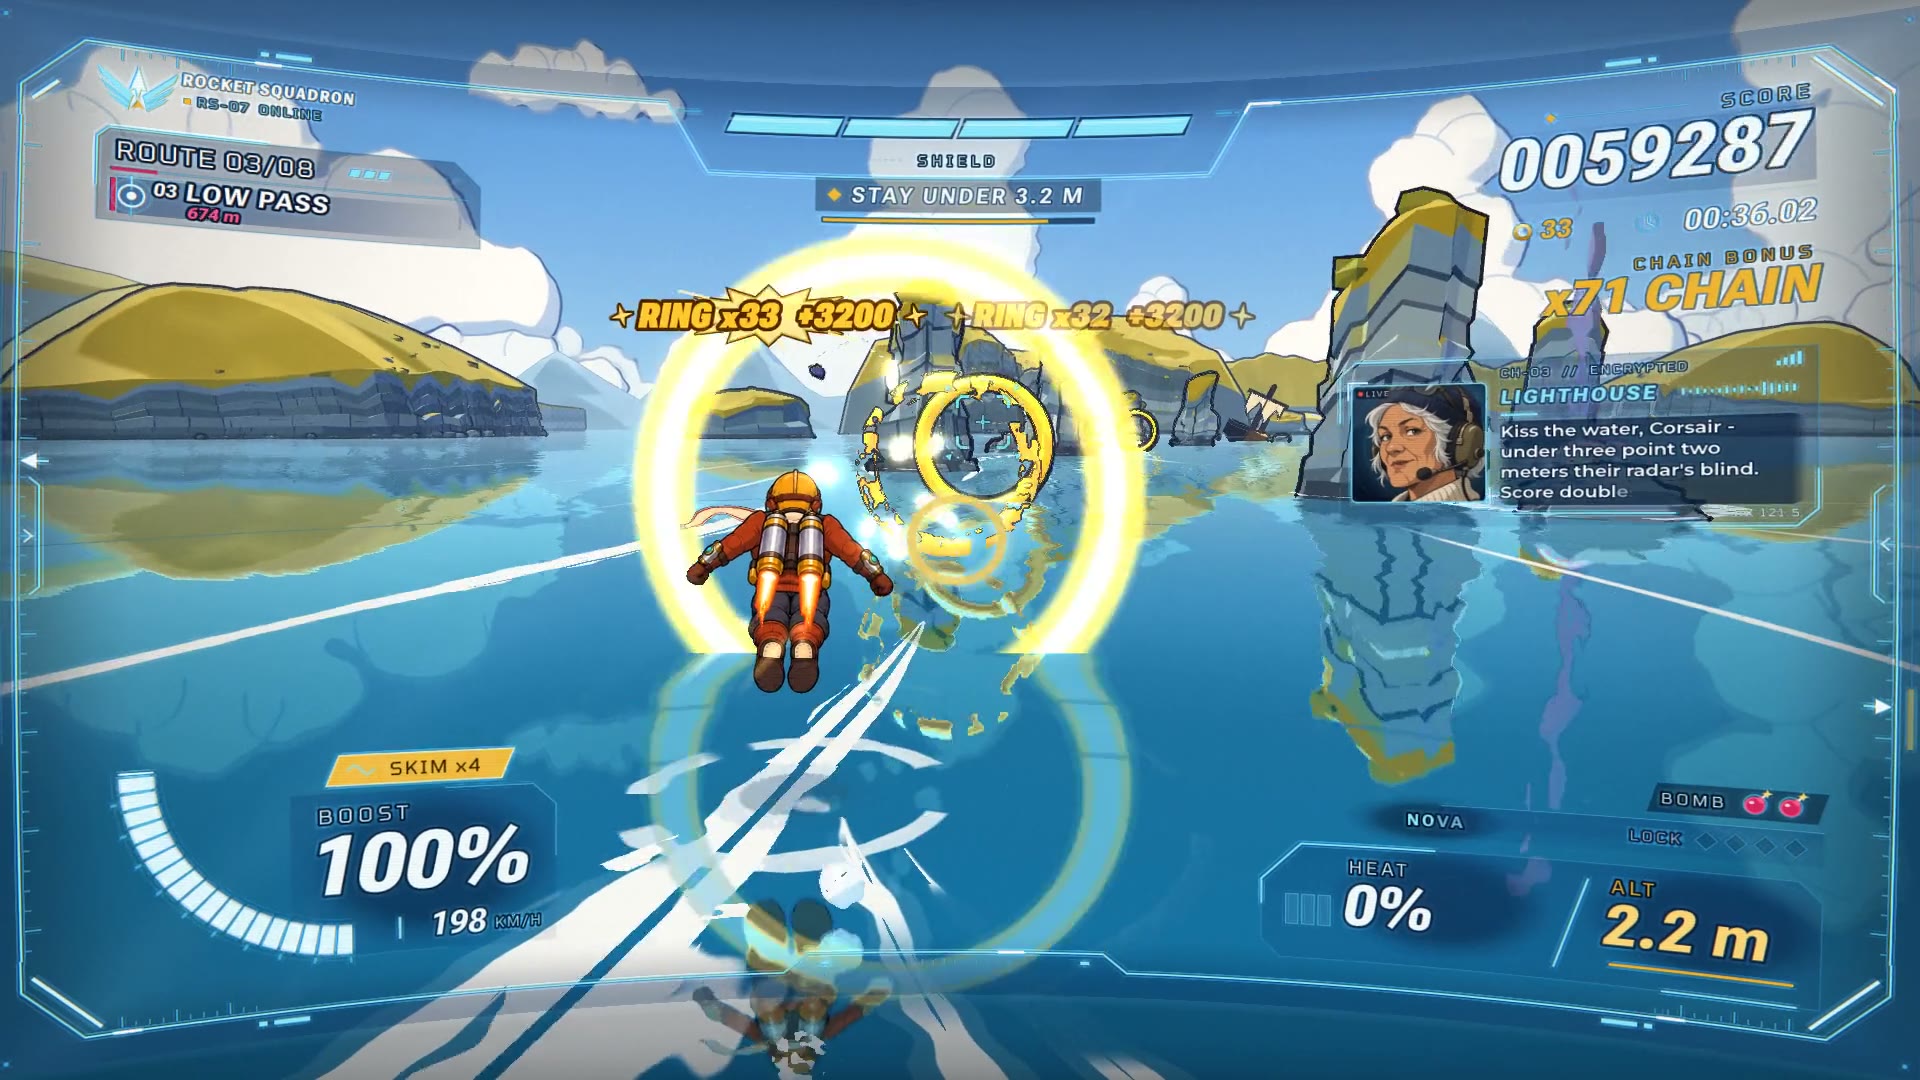 ROCKET SQUADRON
RS-07 ONLINE
ROUTE 03/08
03 LOW PASS
674 m
SHIELD
STAY UNDER 3.2 M
SCORE
0059287
33
00:36.02
CHAIN BONUS
x71 CHAIN
RING x33 +3200
RING x32 +3200
CH-03 // ENCRYPTED
LIVE
LIGHTHOUSE
Kiss the water, Corsair -
under three point two
meters their radar's blind.
Score double
121.5
SKIM x4
BOOST
100%
198 KM/H
BOMB
NOVA
LOCK
HEAT
0%
ALT
2.2 m